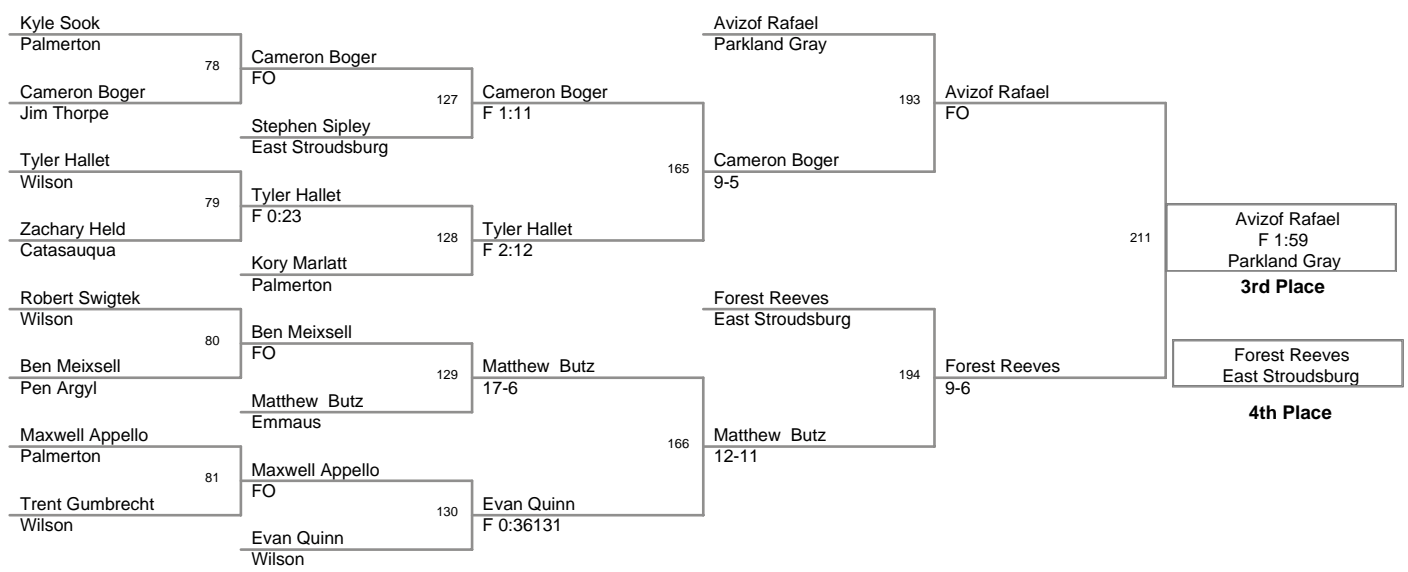 Kyle Sook
Palmerton
78
Cameron Boger
Jim Thorpe
Tyler Hallet
Wilson
79
Zachary Held
Catasauqua
Robert Swigtek
Wilson
80
Ben Meixsell
Pen Argyl
Maxwell Appello
Palmerton
81
Trent Gumbrecht
Wilson
Cameron Boger
FO
127
Stephen Sipley
East Stroudsburg
Tyler Hallet
F 0:23
128
Kory Marlatt
Palmerton
Ben Meixsell
FO
129
Matthew Butz
Emmaus
Maxwell Appello
FO
130
Evan Quinn
Wilson
Cameron Boger
F 1:11
165
Tyler Hallet
F 2:12
Matthew Butz
17-6
166
Evan Quinn
F 0:36131
Avizof Rafael
Parkland Gray
193
Cameron Boger
9-5
Forest Reeves
East Stroudsburg
194
Matthew Butz
12-11
Avizof Rafael
FO
211
Forest Reeves
9-6
Avizof Rafael
F 1:59
Parkland Gray
3rd Place
Forest Reeves
East Stroudsburg
4th Place